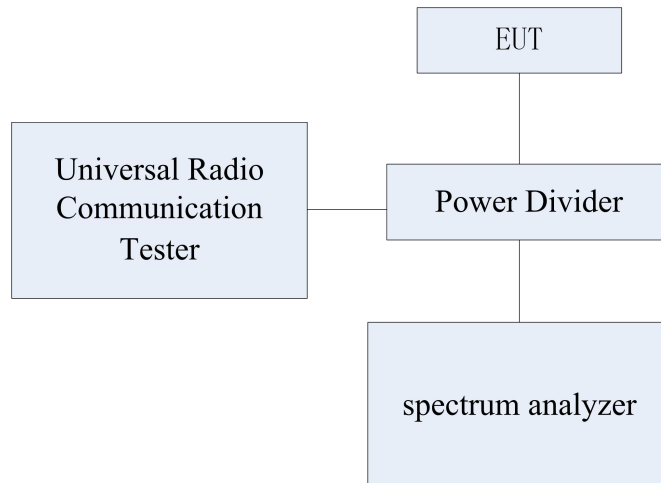 EUT
Universal Radio
Communication
Tester
Power Divider
spectrum analyzer